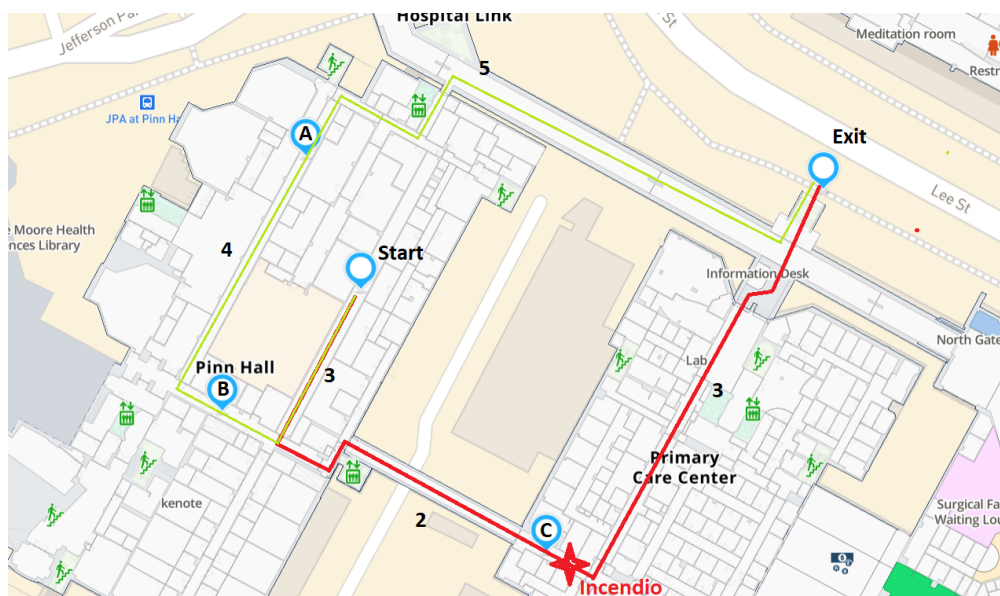 Hospital Link
Jefferson Pa
St
Meditation room
Rest
5
JPA at Pinn Ha
A
Exit
Lee St
e Moore Health
nces Library
4
Start
Information Desk
North Gate
Pinn Hall
B
3
Lab
3
Primary
Care Center
kenote
2
C
Surgical Fa
Waiting Lou
Incendio